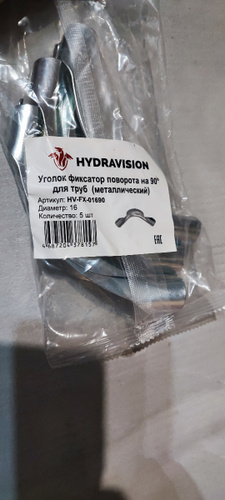 HYDRAVISION
Уголок фиксатор поворота на 90°
для труб (металлический)
Артикул: HV-FX-01690
Диаметр: 16
Количество: 5 шт
EAC